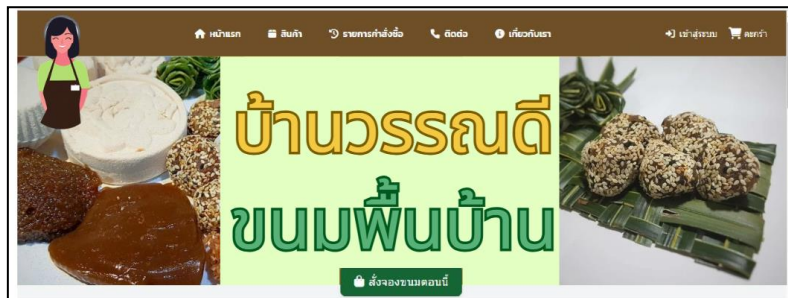 หน้าแรก สินค้า รายการคำสั่งซื้อ ติดต่อ เกี่ยวกับเรา เข้าสู่ระบบ ตะกร้า
บ้านวรรณดี
ขนมพื้นบ้าน
สั่งจองขนมตอนนี้